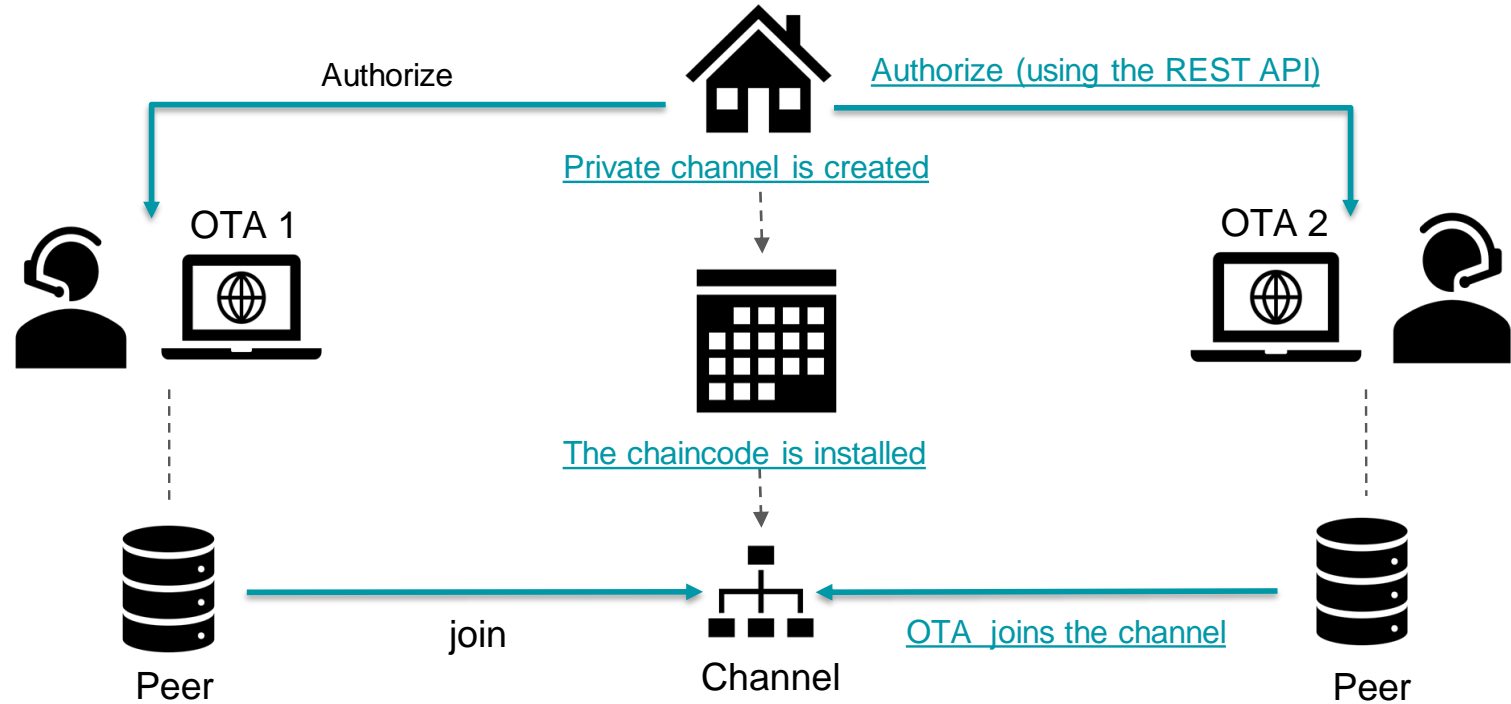 Authorize
Authorize (using the REST API)
Private channel is created
OTA 1
OTA 2
The chaincode is installed
join
OTA joins the channel
Peer
Channel
Peer